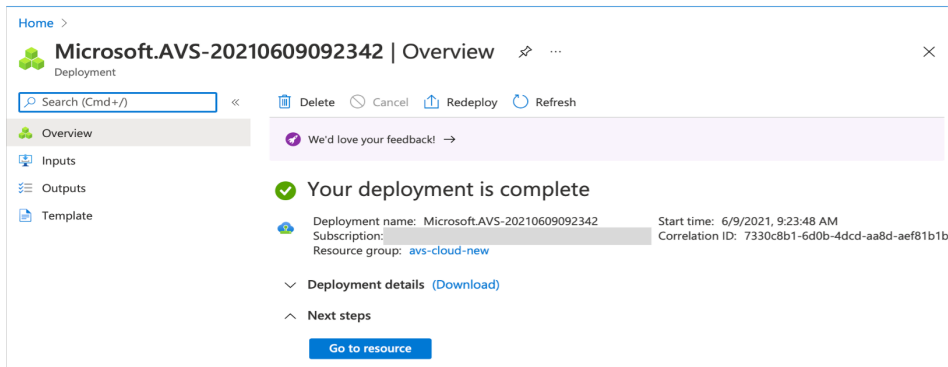 Home >
Microsoft.AVS-20210609092342 | Overview
Deployment
Search (Cmd+/)
Overview
Inputs
Outputs
Template
Delete Cancel Redeploy Refresh
We'd love your feedback! →
Your deployment is complete
Deployment name: Microsoft.AVS-20210609092342
Subscription:
Resource group: avs-cloud-new
Start time: 6/9/2021, 9:23:48 AM
Correlation ID: 7330c8b1-6d0b-4dcd-aa8d-aef81b1b
Deployment details (Download)
Next steps
Go to resource